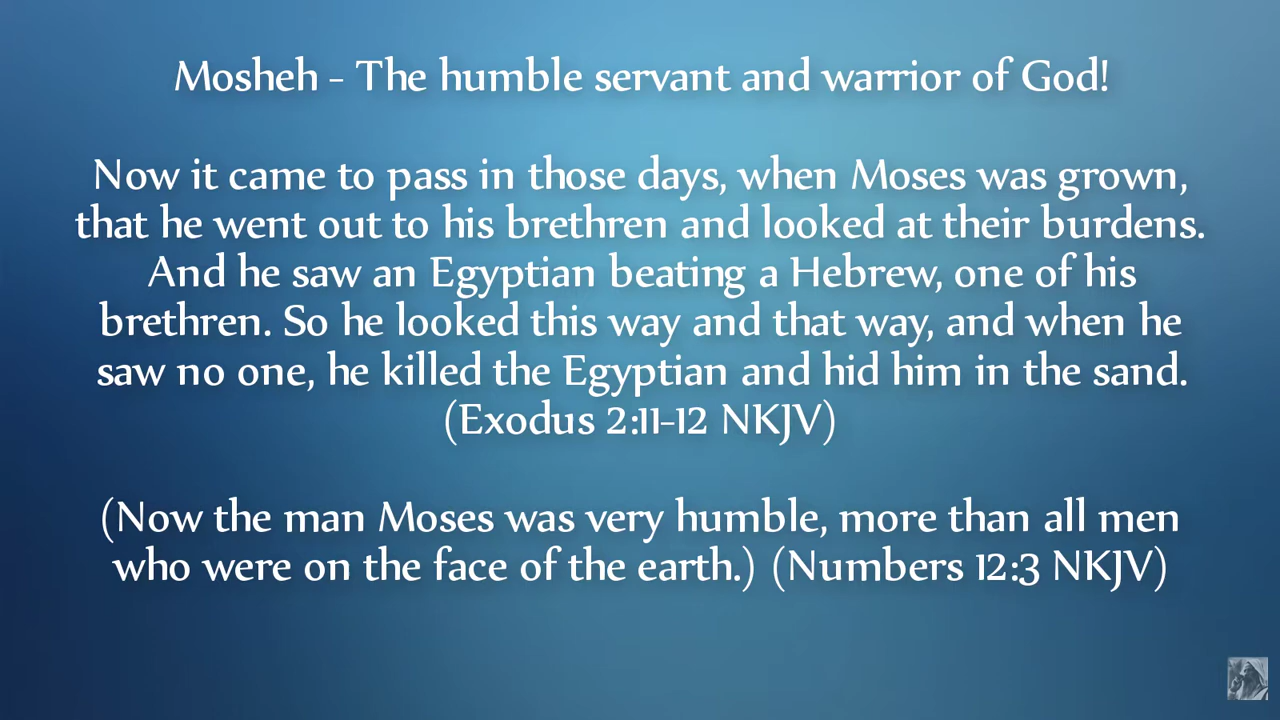 Mosheh - The humble servant and warrior of God!
Now it came to pass in those days, when Moses was grown,
that he went out to his brethren and looked at their burdens.
And he saw an Egyptian beating a Hebrew, one of his
brethren. So he looked this way and that way, and when he
saw no one, he killed the Egyptian and hid him in the sand.
(Exodus 2:11-12 NKJV)
(Now the man Moses was very humble, more than all men
who were on the face of the earth.) (Numbers 12:3 NKJV)